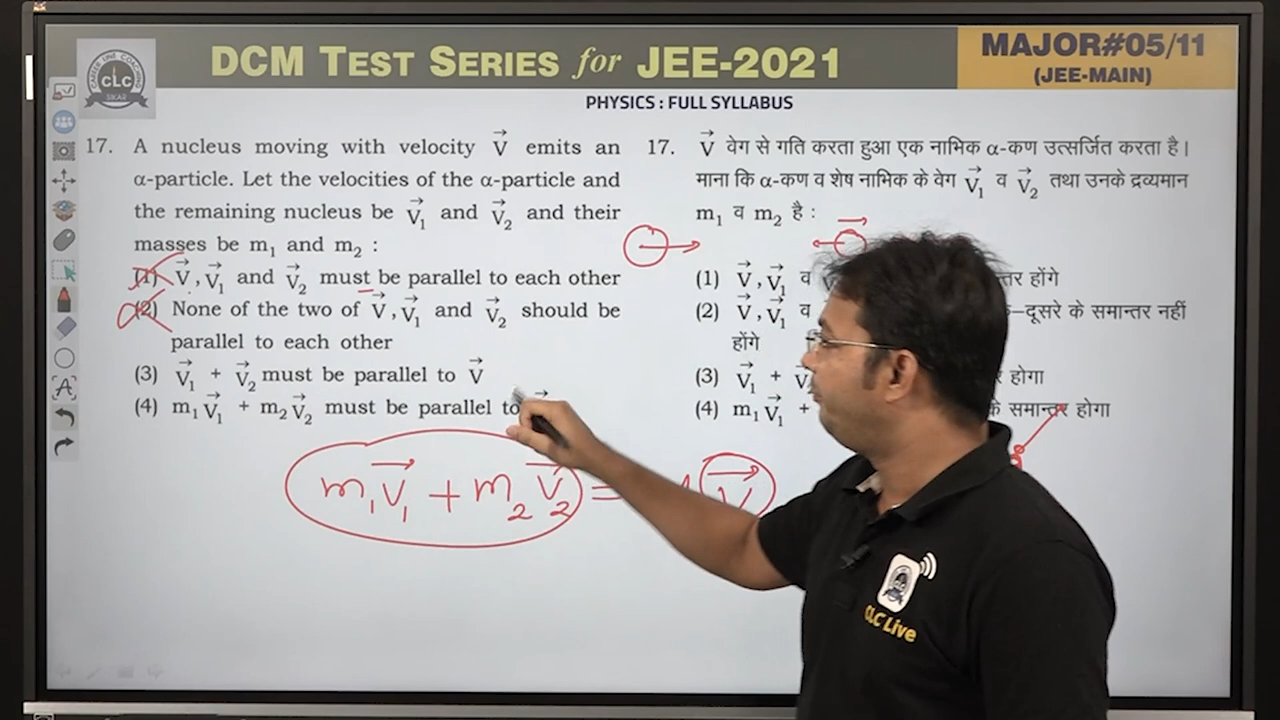 DCM TEST SERIES for JEE-2021
MAJOR#05/11
(JEE-MAIN)
CLC
SIKAR
PHYSICS : FULL SYLLABUS
17. A nucleus moving with velocity V⃗ emits an
α-particle. Let the velocities of the α-particle and
the remaining nucleus be V⃗₁ and V⃗₂ and their
masses be m₁ and m₂ :
(1) V⃗, V⃗₁ and V⃗₂ must be parallel to each other
(2) None of the two of V⃗, V⃗₁ and V⃗₂ should be
parallel to each other
(3) V⃗₁ + V⃗₂ must be parallel to V⃗
(4) m₁V⃗₁ + m₂V⃗₂ must be parallel to
m₁V⃗₁ + m₂V⃗₂ = V⃗
17. V⃗ वेग से गति करता हुआ एक नाभिक α-कण उत्सर्जित करता है।
माना कि α-कण व शेष नाभिक के वेग V⃗₁ व V⃗₂ तथा उनके द्रव्यमान
m₁ व m₂ है :
(1) V⃗, V⃗₁ व होंगे
(2) V⃗, V⃗₁ व –दूसरे के समान्तर नहीं
होंगे
(3) V⃗₁ + होगा
(4) m₁V⃗₁ + के समान्तर होगा
CLC Live